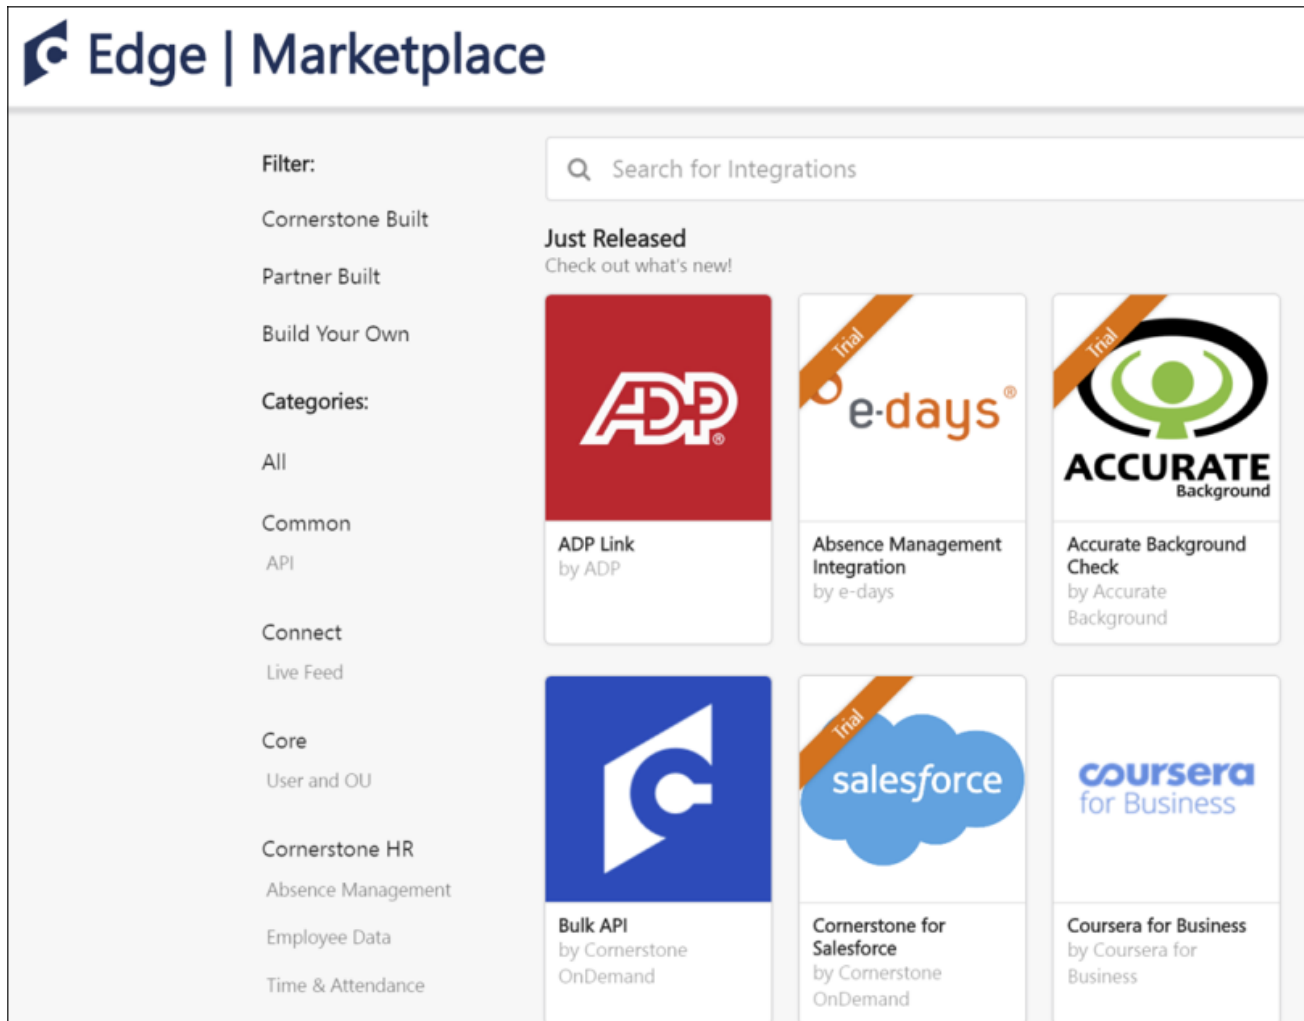 Edge | Marketplace
Filter:
Cornerstone Built
Partner Built
Build Your Own
Categories:
All
Common
API
Connect
Live Feed
Core
User and OU
Cornerstone HR
Absence Management
Employee Data
Time & Attendance
Search for Integrations
Just Released
Check out what's new!
ADP®
ADP Link
by ADP
Trial
e-days®
Absence Management
Integration
by e-days
Trial
ACCURATE
Background
Accurate Background
Check
by Accurate
Background
Bulk API
by Cornerstone
OnDemand
Trial
salesforce
Cornerstone for
Salesforce
by Cornerstone
OnDemand
coursera
for Business
Coursera for Business
by Coursera for
Business